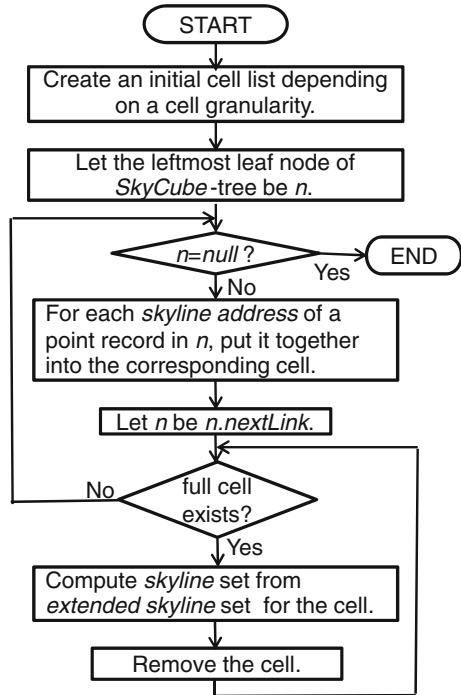 START
Create an initial cell list depending
on a cell granularity.
Let the leftmost leaf node of
SkyCube-tree be n.
n=null?
Yes
END
No
For each skyline address of a
point record in n, put it together
into the corresponding cell.
Let n be n.nextLink.
No
full cell
exists?
Yes
Compute skyline set from
extended skyline set for the cell.
Remove the cell.